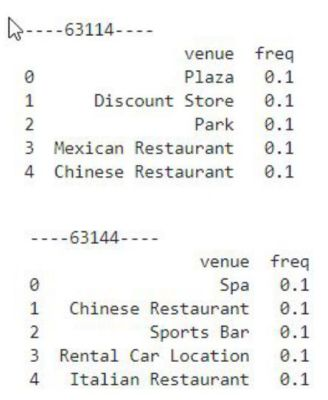 ----63114----
venue freq
0 Plaza 0.1
1 Discount Store 0.1
2 Park 0.1
3 Mexican Restaurant 0.1
4 Chinese Restaurant 0.1
----63144----
venue freq
0 Spa 0.1
1 Chinese Restaurant 0.1
2 Sports Bar 0.1
3 Rental Car Location 0.1
4 Italian Restaurant 0.1